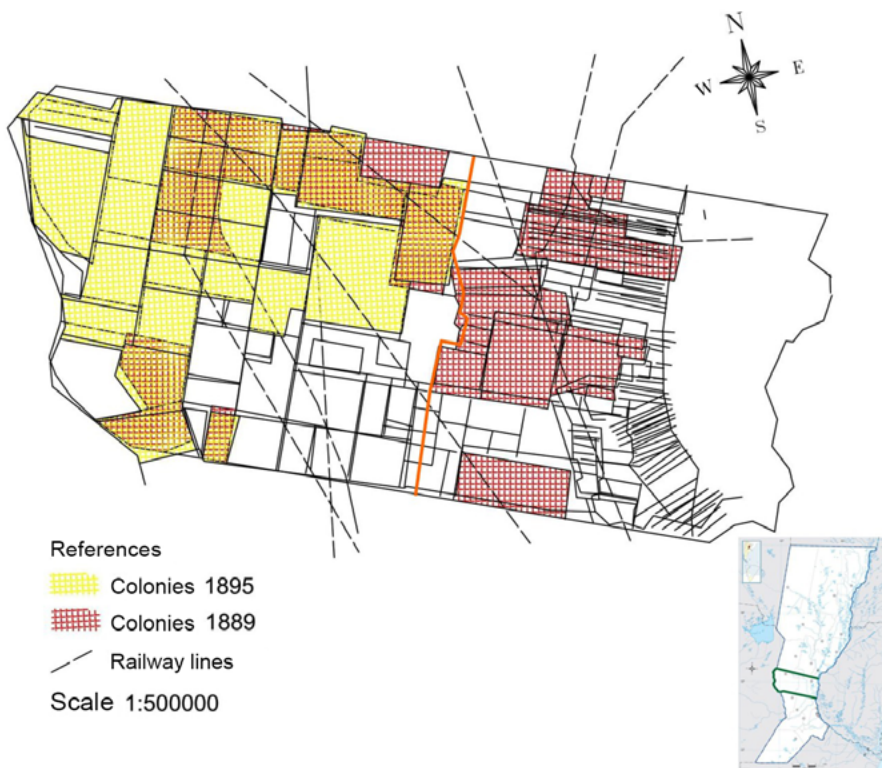 N
W E
S
References
Colonies 1895
Colonies 1889
Railway lines
Scale 1:500000